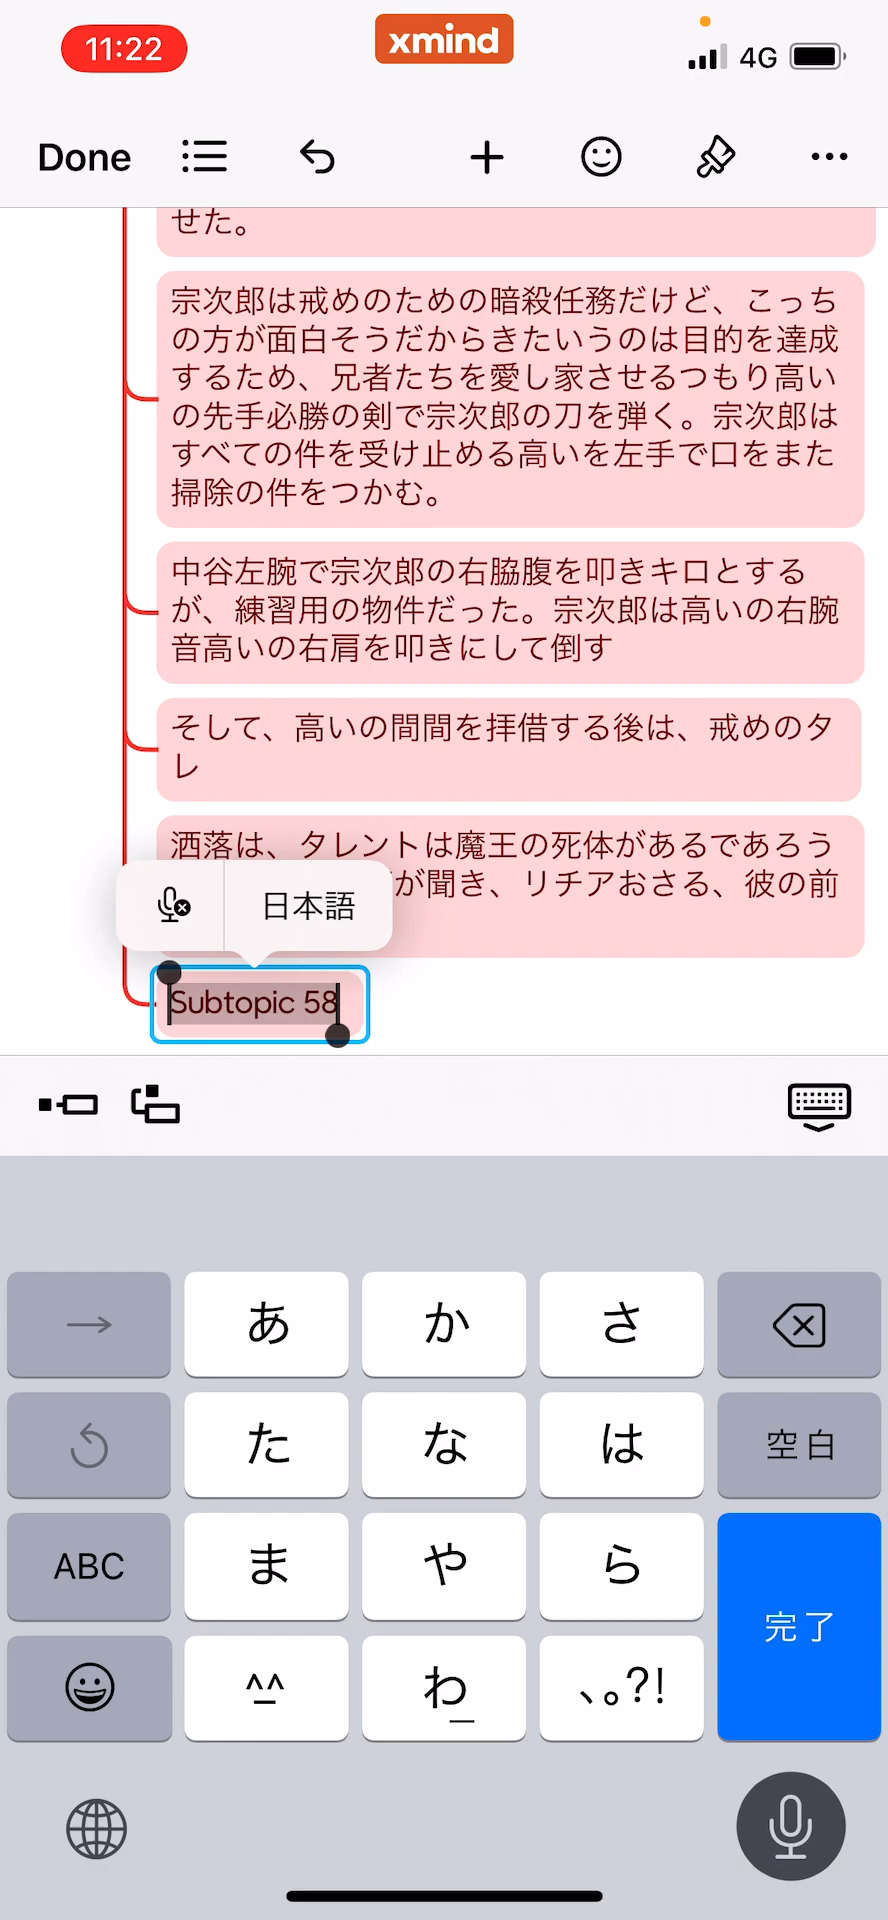 11:22
xmind
4G
Done
せた。
宗次郎は戒めのための暗殺任務だけど、こっち
の方が面白そうだからきたいうのは目的を達成
するため、兄者たちを愛し家させるつもり高い
の先手必勝の剣で宗次郎の刀を弾く。宗次郎は
すべての件を受け止める高いを左手で口をまた
掃除の件をつかむ。
中谷左腕で宗次郎の右脇腹を叩きキロとする
が、練習用の物件だった。宗次郎は高いの右腕
音高いの右肩を叩きにして倒す
そして、高いの間間を拝借する後は、戒めのタ
レ
洒落は、タレントは魔王の死体があるであろう
が聞き、リチアおさる、彼の前
日本語
Subtopic 58
→
あ
か
さ
た
な
は
空白
ABC
ま
や
ら
完了
^^
わ
、。?!